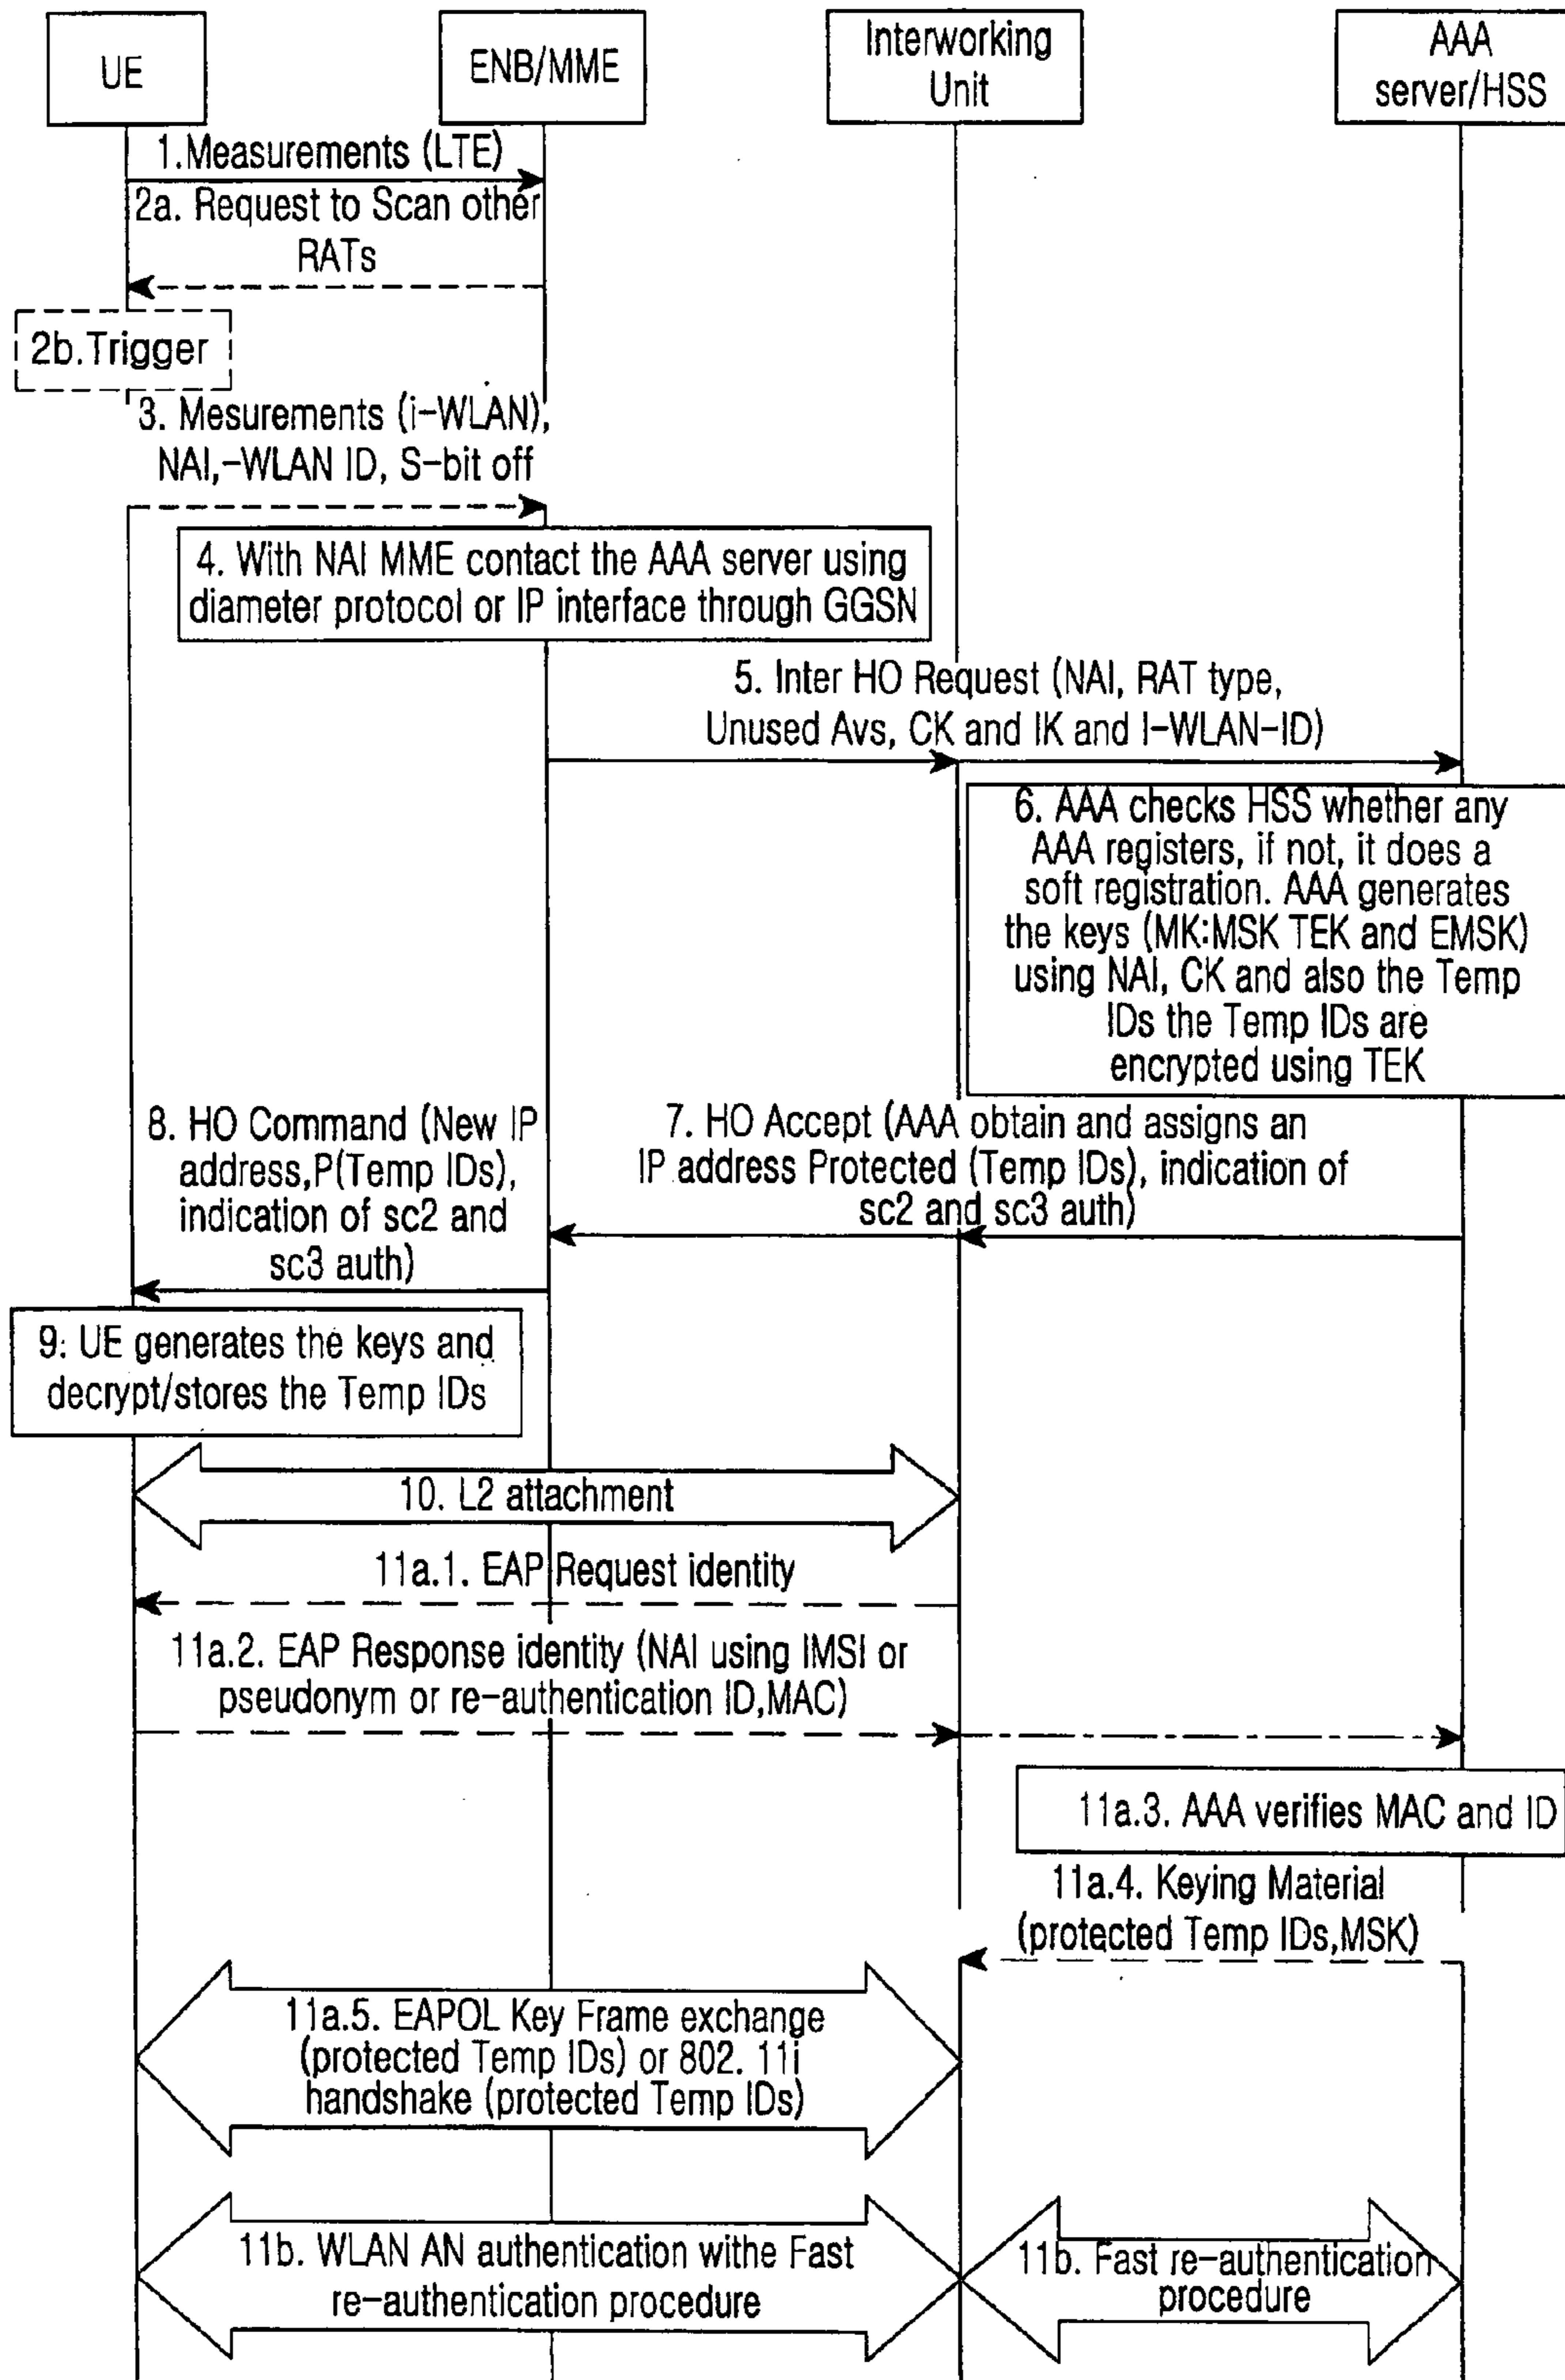 UE
ENB/MME
Interworking
Unit
AAA
server/HSS
1.Measurements (LTE)
2a. Request to Scan other
RATs
2b.Trigger
3. Mesurements (i-WLAN),
NAI,-WLAN ID, S-bit off
4. With NAI MME contact the AAA server using
diameter protocol or IP interface through GGSN
5. Inter HO Request (NAI, RAT type,
Unused Avs, CK and IK and I-WLAN-ID)
6. AAA checks HSS whether any
AAA registers, if not, it does a
soft registration. AAA generates
the keys (MK:MSK TEK and EMSK)
using NAI, CK and also the Temp
IDs the Temp IDs are
encrypted using TEK
7. HO Accept (AAA obtain and assigns an
IP address Protected (Temp IDs), indication of
sc2 and sc3 auth)
8. HO Command (New IP
address,P(Temp IDs),
indication of sc2 and
sc3 auth)
9. UE generates the keys and
decrypt/stores the Temp IDs
10. L2 attachment
11a.1. EAP Request identity
11a.2. EAP Response identity (NAI using IMSI or
pseudonym or re-authentication ID,MAC)
11a.3. AAA verifies MAC and ID
11a.4. Keying Material
(protected Temp IDs,MSK)
11a.5. EAPOL Key Frame exchange
(protected Temp IDs) or 802. 11i
handshake (protected Temp IDs)
11b. WLAN AN authentication withe Fast
re-authentication procedure
11b. Fast re-authentication
procedure